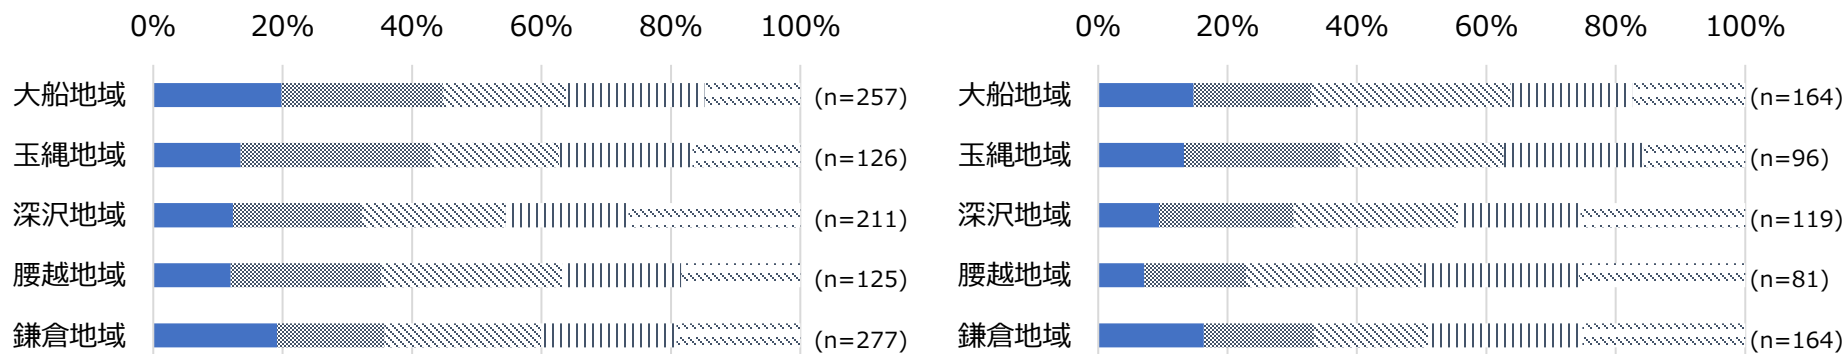 0% 20% 40% 60% 80% 100%
大船地域 (n=257)
玉縄地域 (n=126)
深沢地域 (n=211)
腰越地域 (n=125)
鎌倉地域 (n=277)
0% 20% 40% 60% 80% 100%
大船地域 (n=164)
玉縄地域 (n=96)
深沢地域 (n=119)
腰越地域 (n=81)
鎌倉地域 (n=164)